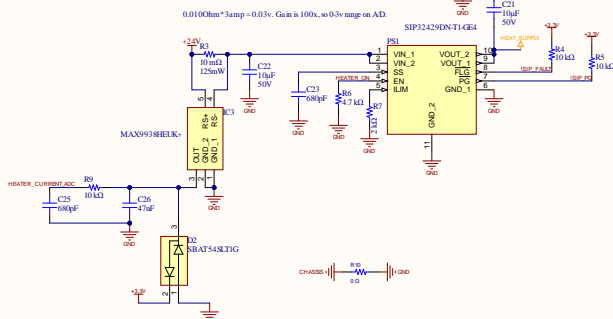 0.010Ohm*3amp=0.03v. Gain is 100x, so 0-3v range on A/D.
C21
10µF
50V
SIP32429DN-T1-GE4
+24V
R3
10 mΩ
125mW
C22
10µF
50V
PS1
1 VIN_1 VOUT_2 10
2 VIN_2 VOUT_1 9
3 SS FLG 8
4 EN PG 7
5 ILIM GND_1 6
GND_2
11
GND
HEAT_SUPPLY
+3.3V
R4
10 kΩ
!SIP_FAULT
+3.3V
R5
10 kΩ
!SIP_PG
GND
GND
C23
680pF
GND
HEATER_ON
R6
4.7 kΩ
GND
R7
2 kΩ
GND
IC3
5 4
RS+ RS-
OUT GND_2 GND_1
3 2 1
MAX9938HEUK+
GND
HEATER_CURRENT_ADC
R9
10 kΩ
C25
680pF
C26
47nF
GND
3
D2
SBAT54SLT1G
2 1
+3.3V
CHASSIS
R10
0 Ω
GND